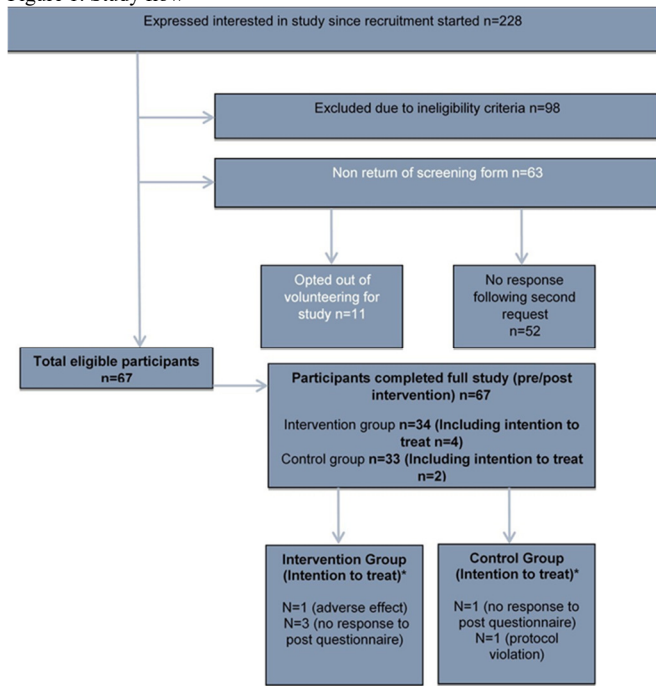 Expressed interested in study since recruitment started n=228
Excluded due to ineligibility criteria n=98
Non return of screening form n=63
Opted out of
volunteering for
study n=11
No response
following second
request
n=52
Total eligible participants
n=67
Participants completed full study (pre/post
intervention) n=67
Intervention group n=34 (Including intention to
treat n=4)
Control group n=33 (Including intention to treat
n=2)
Intervention Group
(Intention to treat)*
N=1 (adverse effect)
N=3 (no response to
post questionnaire)
Control Group
(Intention to treat)*
N=1 (no response to
post questionnaire)
N=1 (protocol
violation)